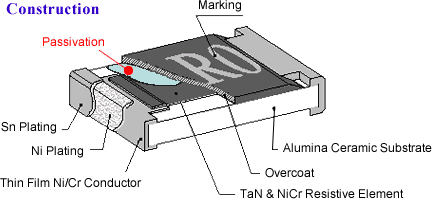 Construction
Marking
Passivation
R0
Sn Plating
Ni Plating
Alumina Ceramic Substrate
Overcoat
Thin Film Ni/Cr Conductor
TaN & NiCr Resistive Element